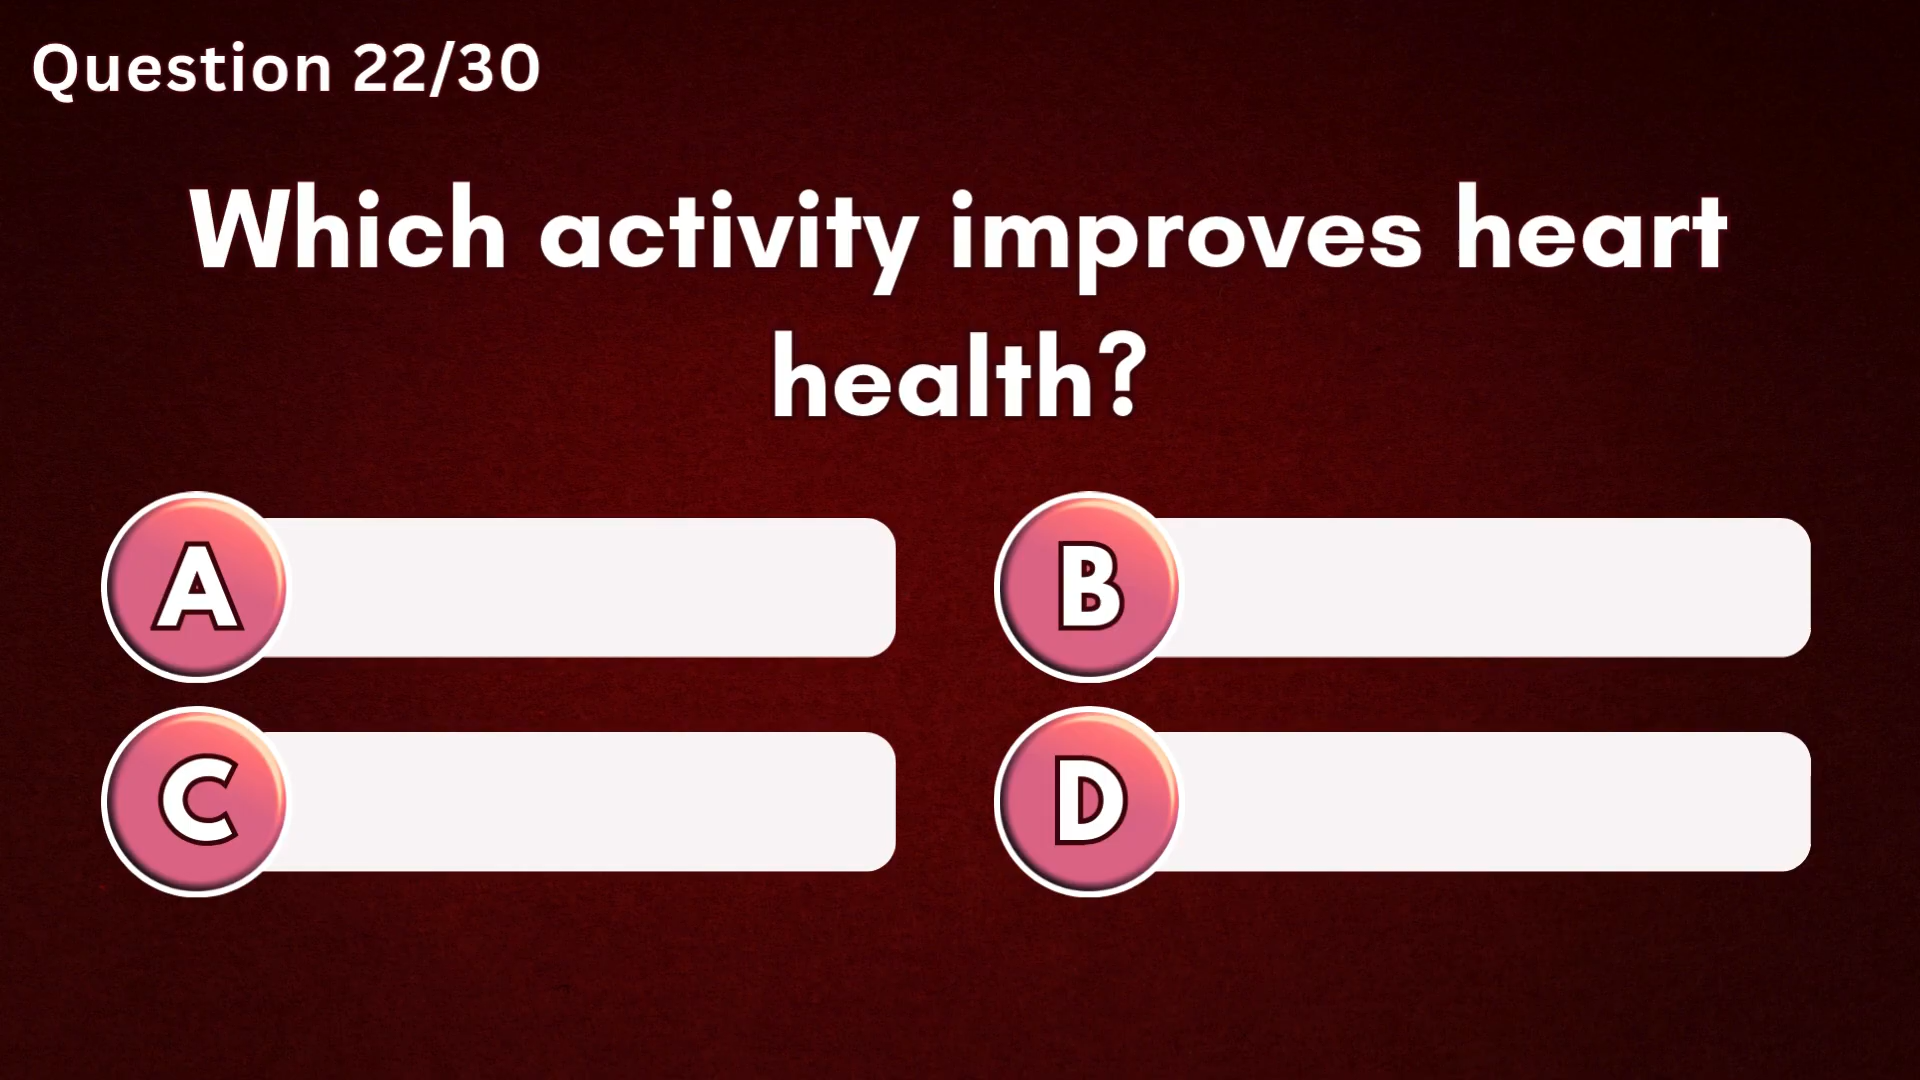 Question 22/30
Which activity improves heart
health?
A
B
C
D